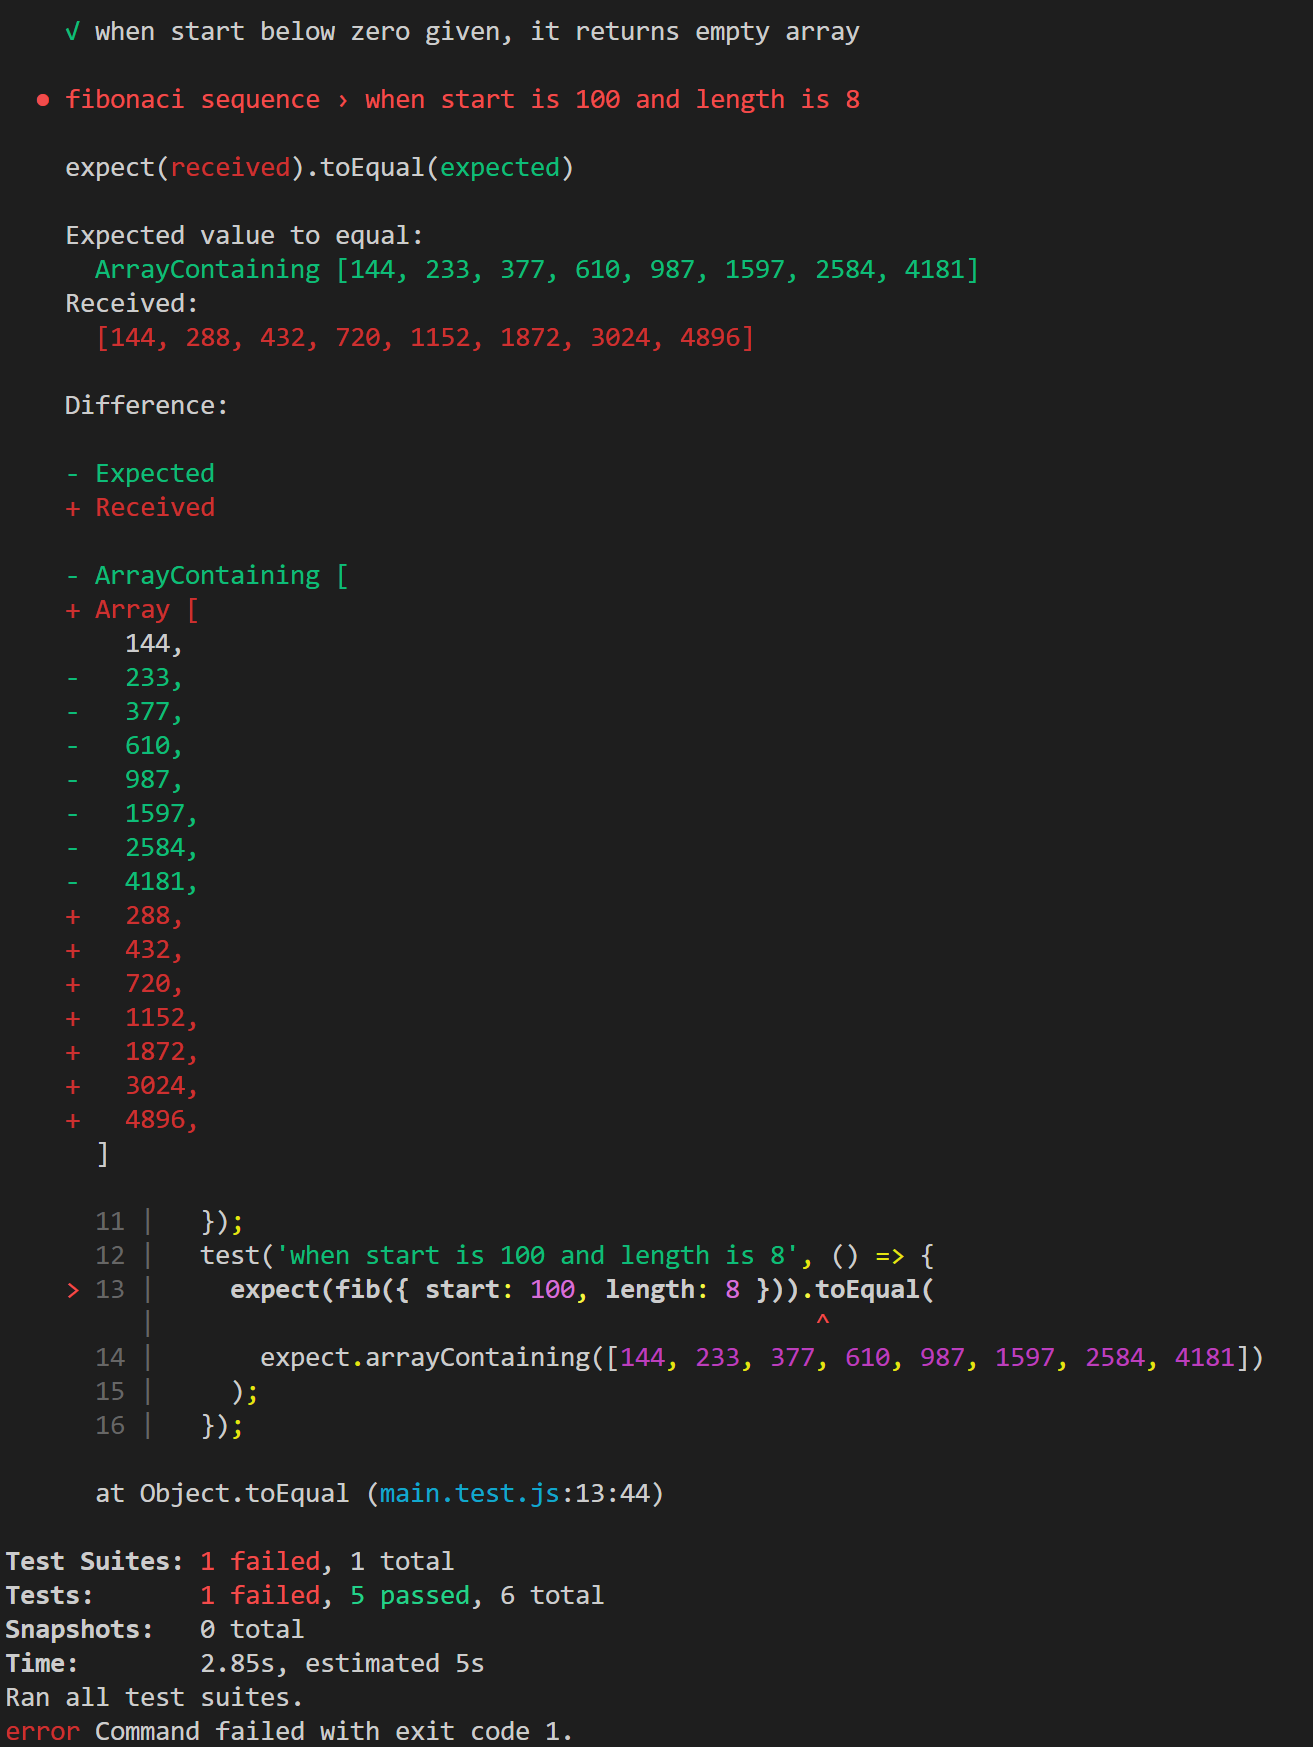 √ when start below zero given, it returns empty array
● fibonaci sequence › when start is 100 and length is 8
expect(received).toEqual(expected)
Expected value to equal:
ArrayContaining [144, 233, 377, 610, 987, 1597, 2584, 4181]
Received:
[144, 288, 432, 720, 1152, 1872, 3024, 4896]
Difference:
- Expected
+ Received
- ArrayContaining [
+ Array [
144,
- 233,
- 377,
- 610,
- 987,
- 1597,
- 2584,
- 4181,
+ 288,
+ 432,
+ 720,
+ 1152,
+ 1872,
+ 3024,
+ 4896,
]
11 | });
12 | test('when start is 100 and length is 8', () => {
> 13 | expect(fib({ start: 100, length: 8 })).toEqual(
| ^
14 | expect.arrayContaining([144, 233, 377, 610, 987, 1597, 2584, 4181])
15 | );
16 | });
at Object.toEqual (main.test.js:13:44)
Test Suites: 1 failed, 1 total
Tests: 1 failed, 5 passed, 6 total
Snapshots: 0 total
Time: 2.85s, estimated 5s
Ran all test suites.
error Command failed with exit code 1.